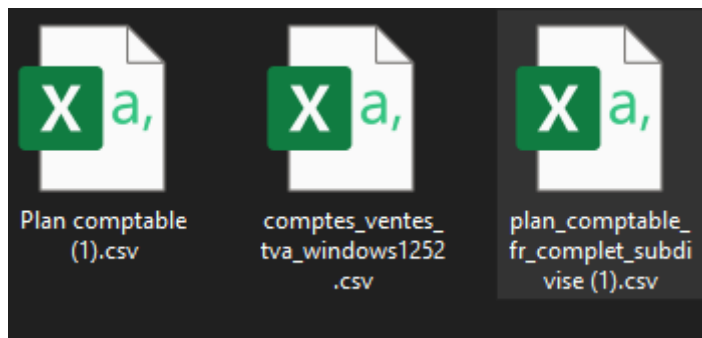 X a,
X a,
X a,
Plan comptable
(1).csv
comptes_ventes_
tva_windows1252
.csv
plan_comptable_
fr_complet_subdi
vise (1).csv